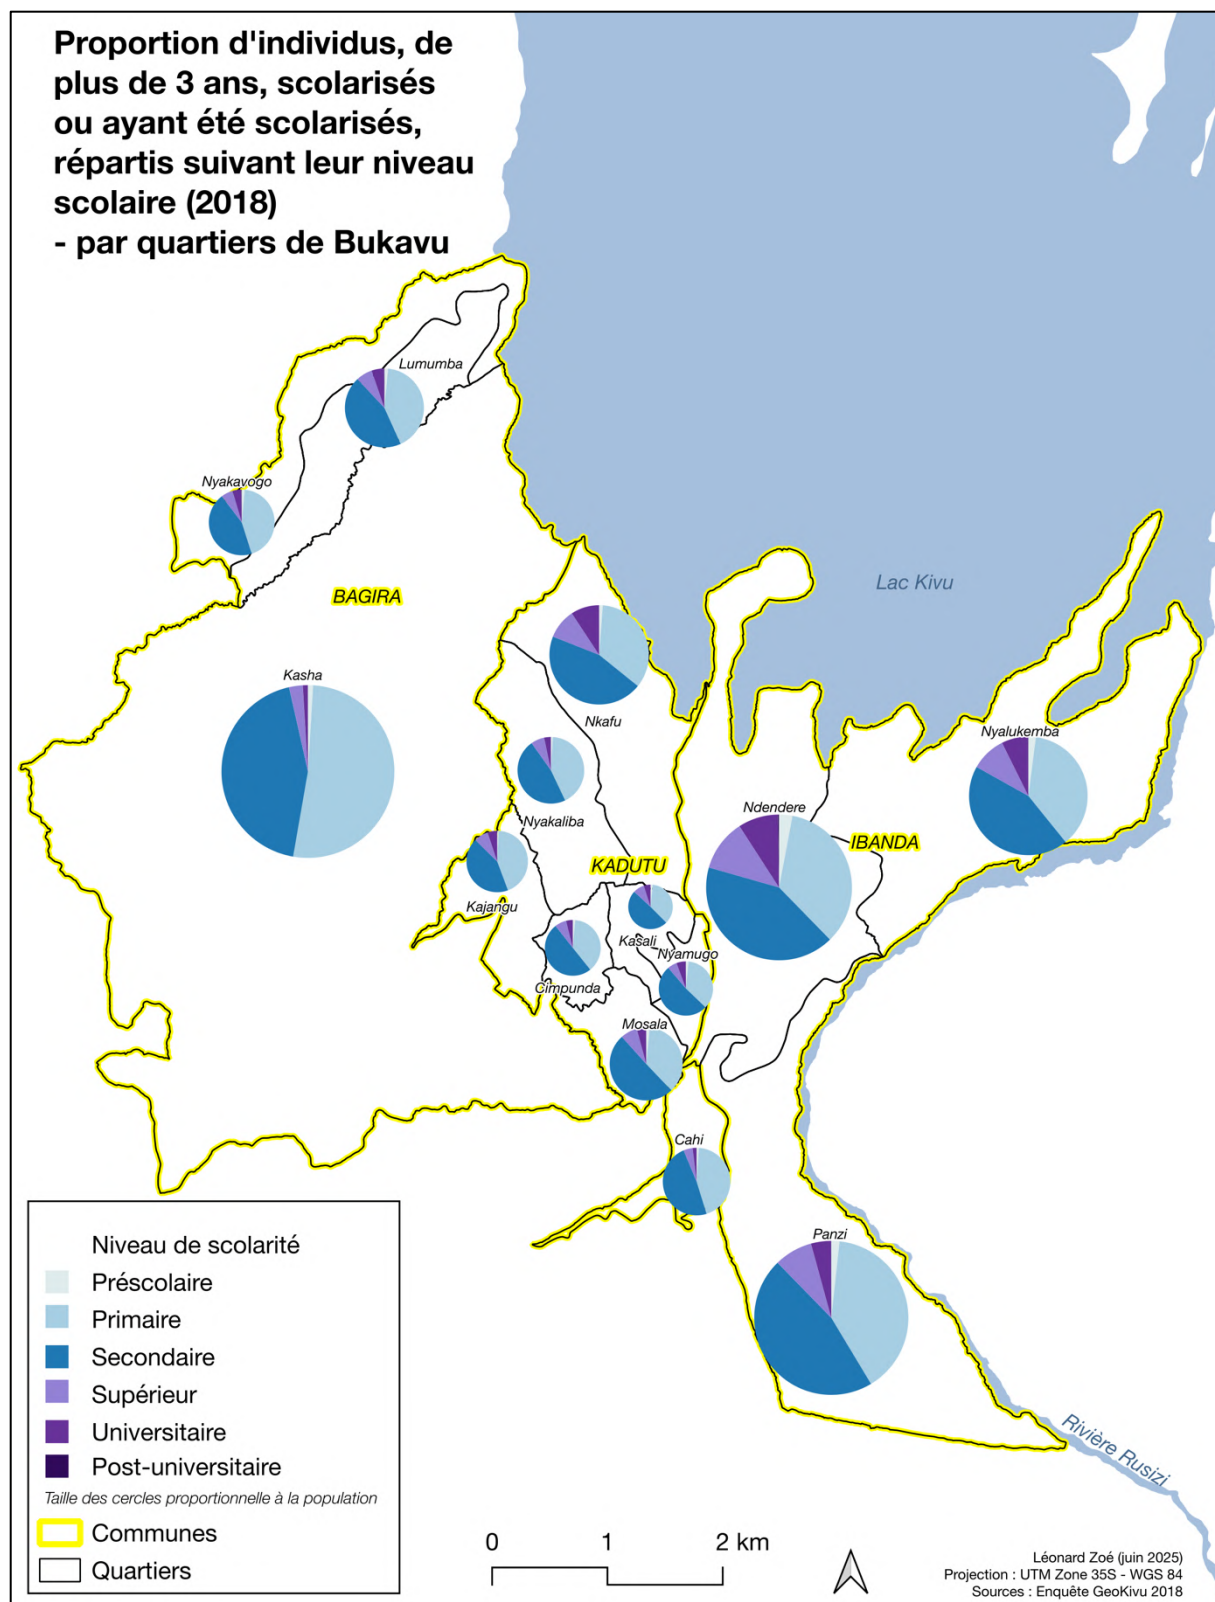 Proportion d'individus, de
plus de 3 ans, scolarisés
ou ayant été scolarisés,
répartis suivant leur niveau
scolaire (2018)
- par quartiers de Bukavu
Lumumba
Nyakavogo
BAGIRA
Lac Kivu
Kasha
Nkafu
Nyalukemba
Ndendere
Nyakaliba
IBANDA
KADUTU
Kajangu
Kasali
Nyamugo
Cimpunda
Mosala
Cahi
Panzi
Niveau de scolarité
Préscolaire
Primaire
Secondaire
Supérieur
Universitaire
Post-universitaire
Taille des cercles proportionnelle à la population
Communes
Quartiers
Rivière Rusizi
0 1 2 km
Léonard Zoé (juin 2025)
Projection : UTM Zone 35S - WGS 84
Sources : Enquête GeoKivu 2018